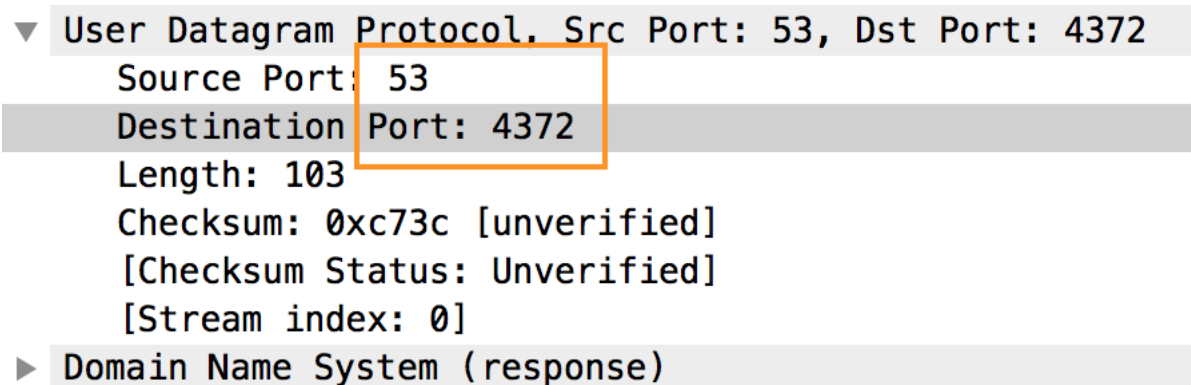 User Datagram Protocol, Src Port: 53, Dst Port: 4372
Source Port: 53
Destination Port: 4372
Length: 103
Checksum: 0xc73c [unverified]
[Checksum Status: Unverified]
[Stream index: 0]
Domain Name System (response)